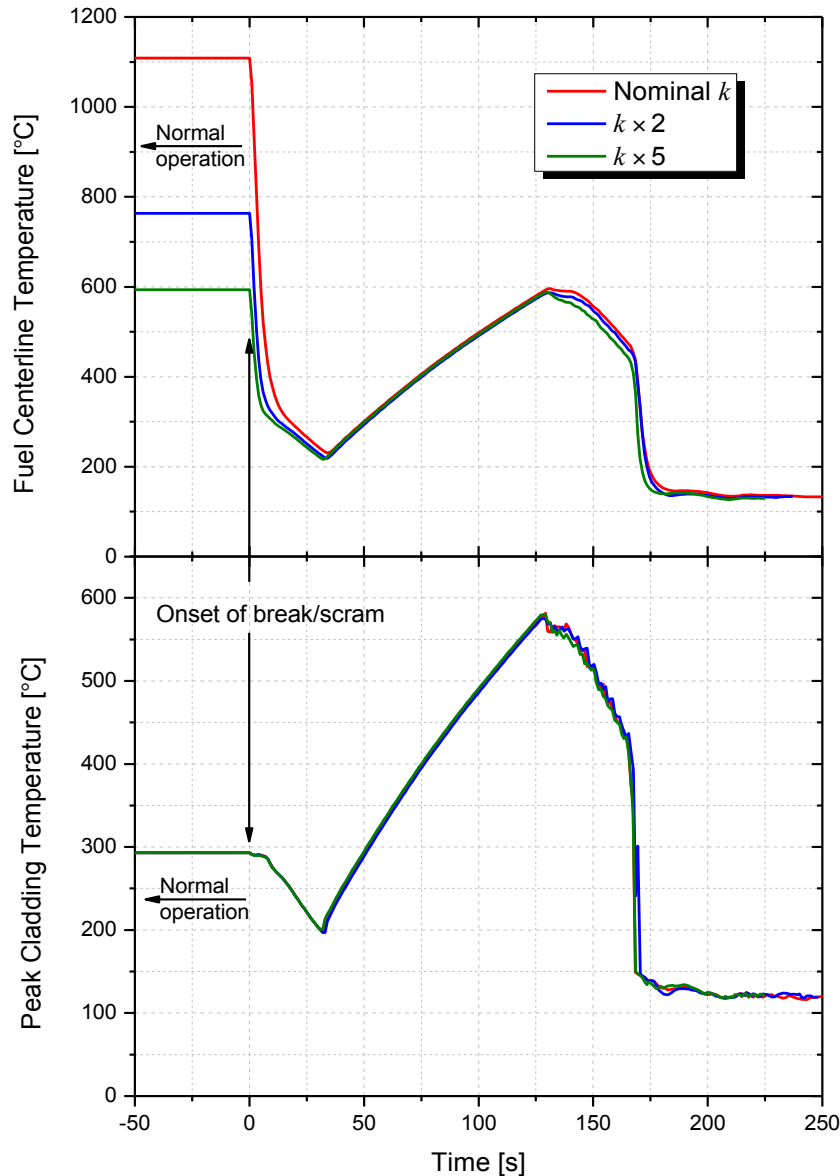 1200
1000
800
600
400
200
0
Fuel Centerline Temperature [°C]
Nominal k
k × 2
k × 5
Normal
operation
600
500
400
300
200
100
0
Peak Cladding Temperature [°C]
Onset of break/scram
Normal
operation
-50 0 50 100 150 200 250
Time [s]